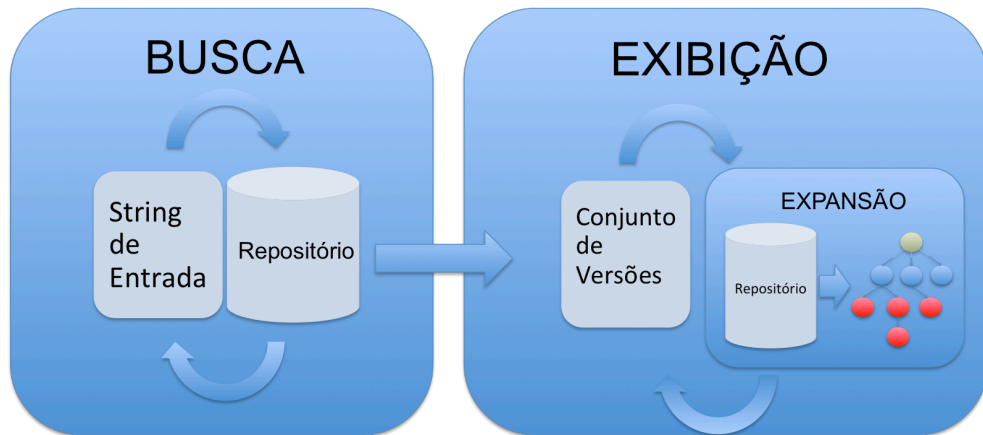 BUSCA
String
de
Entrada
Repositório
EXIBIÇÃO
Conjunto
de
Versões
EXPANSÃO
Repositório